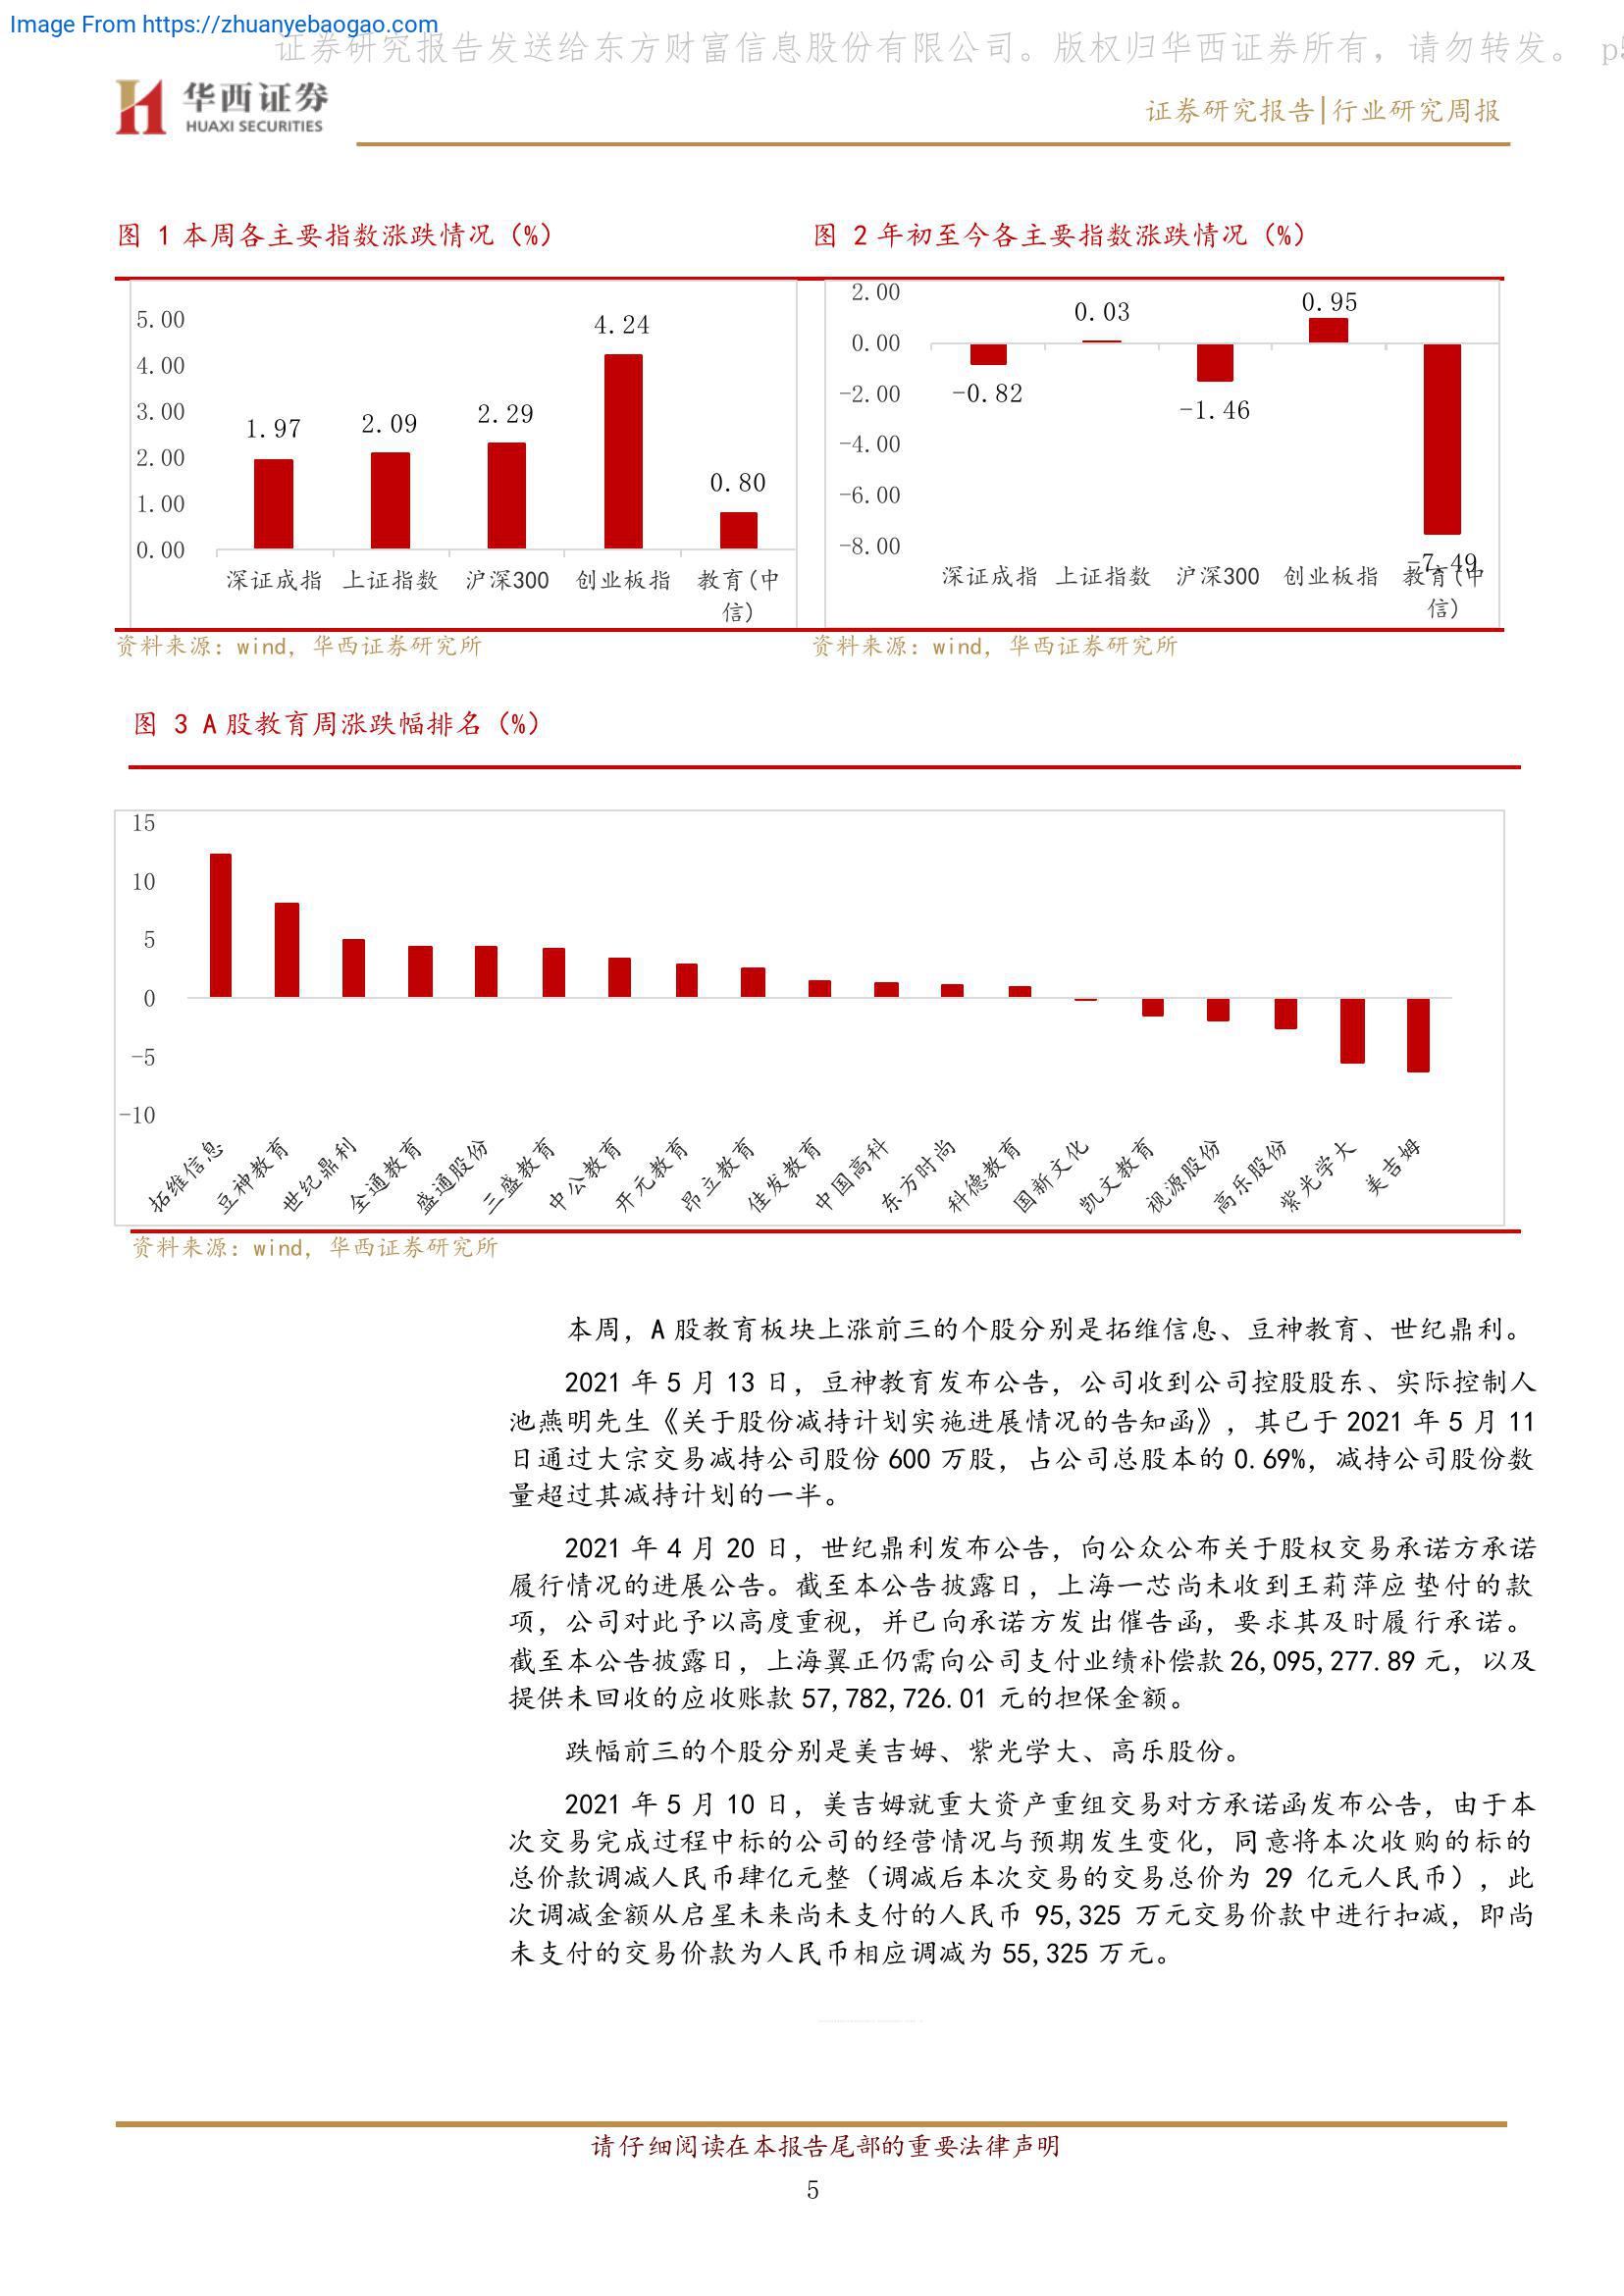 Image From https://zhuanyebaogao.com
证券研究报告发送给东方财富信息股份有限公司。版权归华西证券所有，请勿转发。 p5
华西证券
HUAXI SECURITIES
证券研究报告|行业研究周报
图 1 本周各主要指数涨跌情况（%）
图 2 年初至今各主要指数涨跌情况（%）
5.00
4.00
3.00
2.00
1.00
0.00
1.97
2.09
2.29
4.24
0.80
深证成指 上证指数 沪深300 创业板指 教育(中
信)
2.00
0.00
-2.00
-4.00
-6.00
-8.00
-0.82
0.03
-1.46
0.95
-7.49
深证成指 上证指数 沪深300 创业板指 教育(中
信)
资料来源：wind，华西证券研究所
资料来源：wind，华西证券研究所
图 3 A 股教育周涨跌幅排名（%）
15
10
5
0
-5
-10
拓维信息
豆神教育
世纪鼎利
全通教育
盛通股份
三盛教育
中公教育
开元教育
昂立教育
佳发教育
中国高科
东方时尚
科德教育
国新文化
凯文教育
视源股份
高乐股份
紫光学大
美吉姆
资料来源：wind，华西证券研究所
本周，A 股教育板块上涨前三的个股分别是拓维信息、豆神教育、世纪鼎利。
2021 年 5 月 13 日，豆神教育发布公告，公司收到公司控股股东、实际控制人
池燕明先生《关于股份减持计划实施进展情况的告知函》，其已于 2021 年 5 月 11
日通过大宗交易减持公司股份 600 万股，占公司总股本的 0.69%，减持公司股份数
量超过其减持计划的一半。
2021 年 4 月 20 日，世纪鼎利发布公告，向公众公布关于股权交易承诺方承诺
履行情况的进展公告。截至本公告披露日，上海一芯尚未收到王莉萍应垫付的款
项，公司对此予以高度重视，并已向承诺方发出催告函，要求其及时履行承诺。
截至本公告披露日，上海翼正仍需向公司支付业绩补偿款 26,095,277.89 元，以及
提供未回收的应收账款 57,782,726.01 元的担保金额。
跌幅前三的个股分别是美吉姆、紫光学大、高乐股份。
2021 年 5 月 10 日，美吉姆就重大资产重组交易对方承诺函发布公告，由于本
次交易完成过程中标的公司的经营情况与预期发生变化，同意将本次收购的标的
总价款调减人民币肆亿元整（调减后本次交易的交易总价为 29 亿元人民币），此
次调减金额从启星未来尚未支付的人民币 95,325 万元交易价款中进行扣减，即尚
未支付的交易价款为人民币相应调减为 55,325 万元。
请仔细阅读在本报告尾部的重要法律声明
5